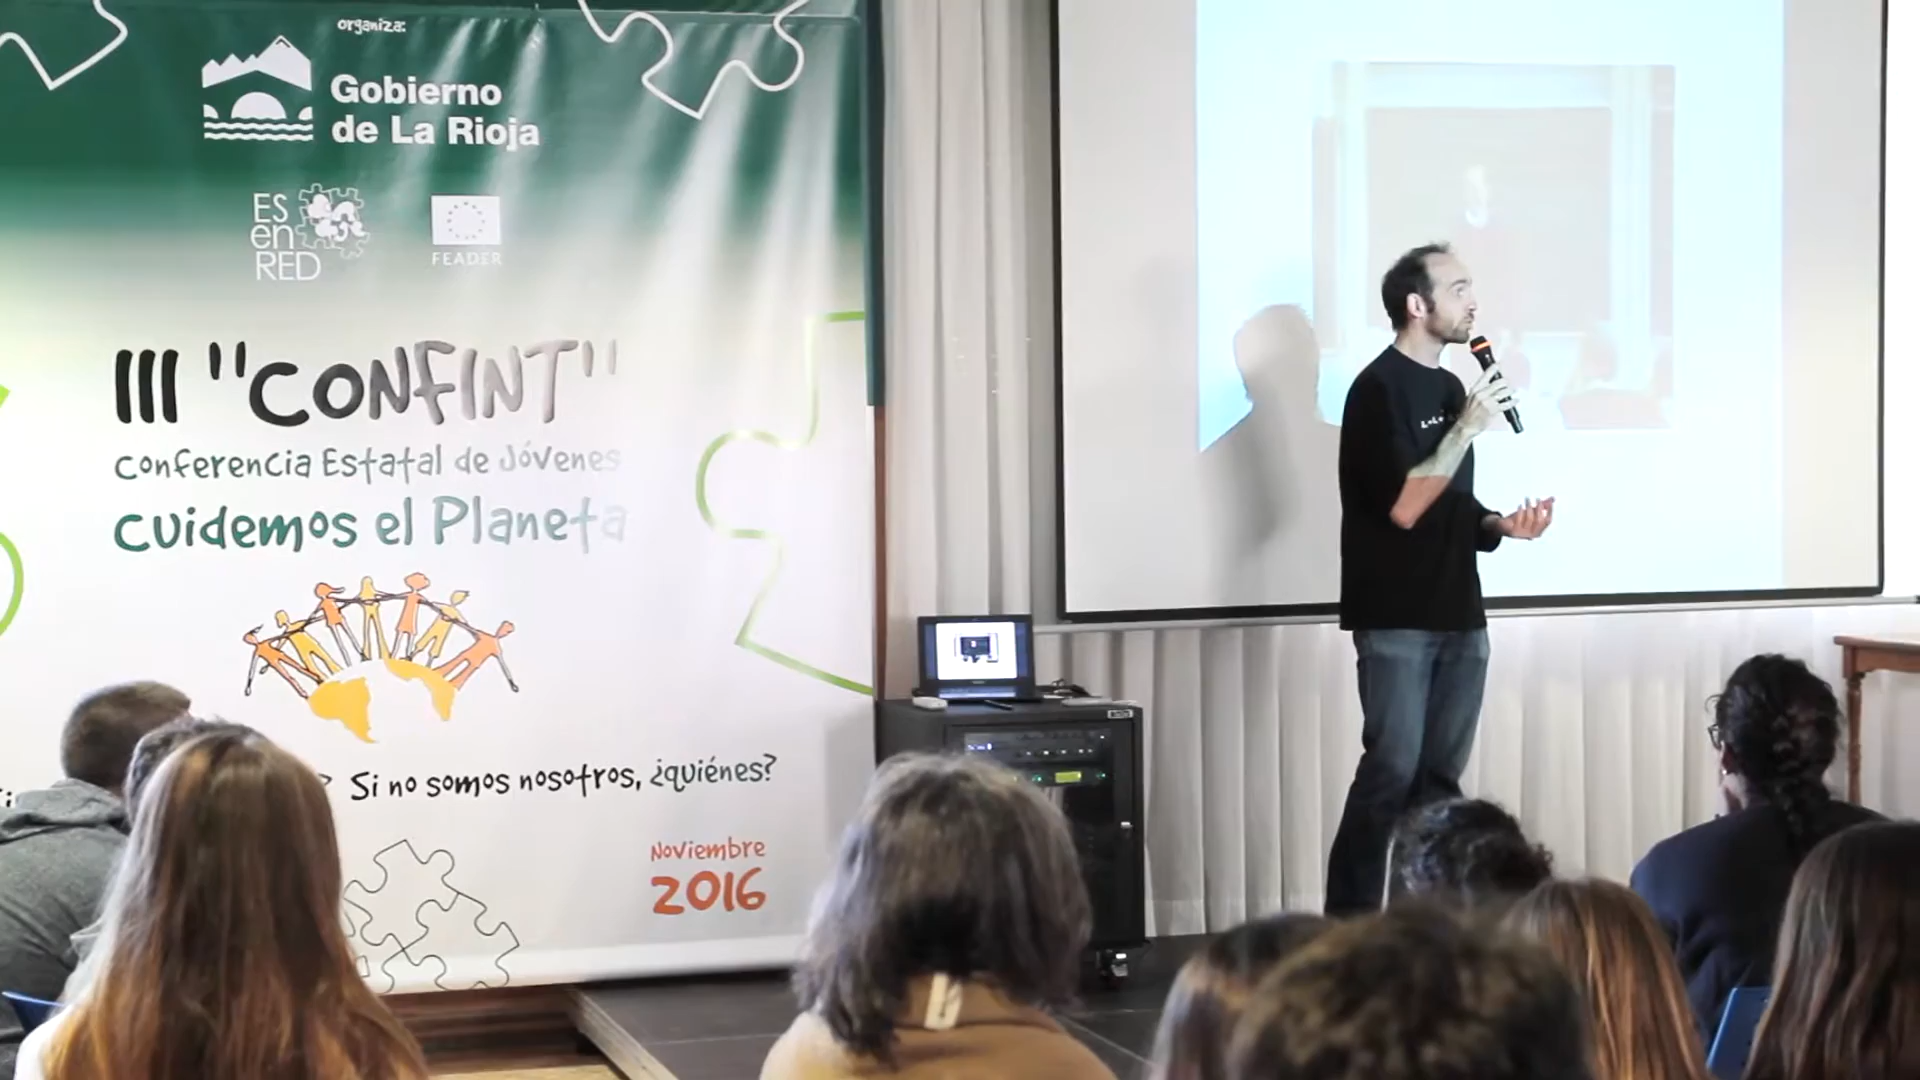 organiza:
Gobierno
de La Rioja
ES
en
RED
FEADER
III "CONFINT"
Conferencia Estatal de Jóvenes
Cuidemos el Planeta
? Si no somos nosotros, ¿quiénes?
Noviembre
2016